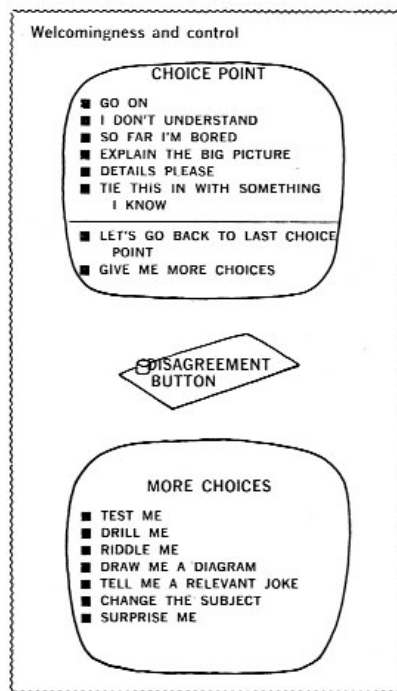 Welcomingness and control
CHOICE POINT
GO ON
I DON'T UNDERSTAND
SO FAR I'M BORED
EXPLAIN THE BIG PICTURE
DETAILS PLEASE
TIE THIS IN WITH SOMETHING
I KNOW
LET'S GO BACK TO LAST CHOICE
POINT
GIVE ME MORE CHOICES
DISAGREEMENT
BUTTON
MORE CHOICES
TEST ME
DRILL ME
RIDDLE ME
DRAW ME A DIAGRAM
TELL ME A RELEVANT JOKE
CHANGE THE SUBJECT
SURPRISE ME